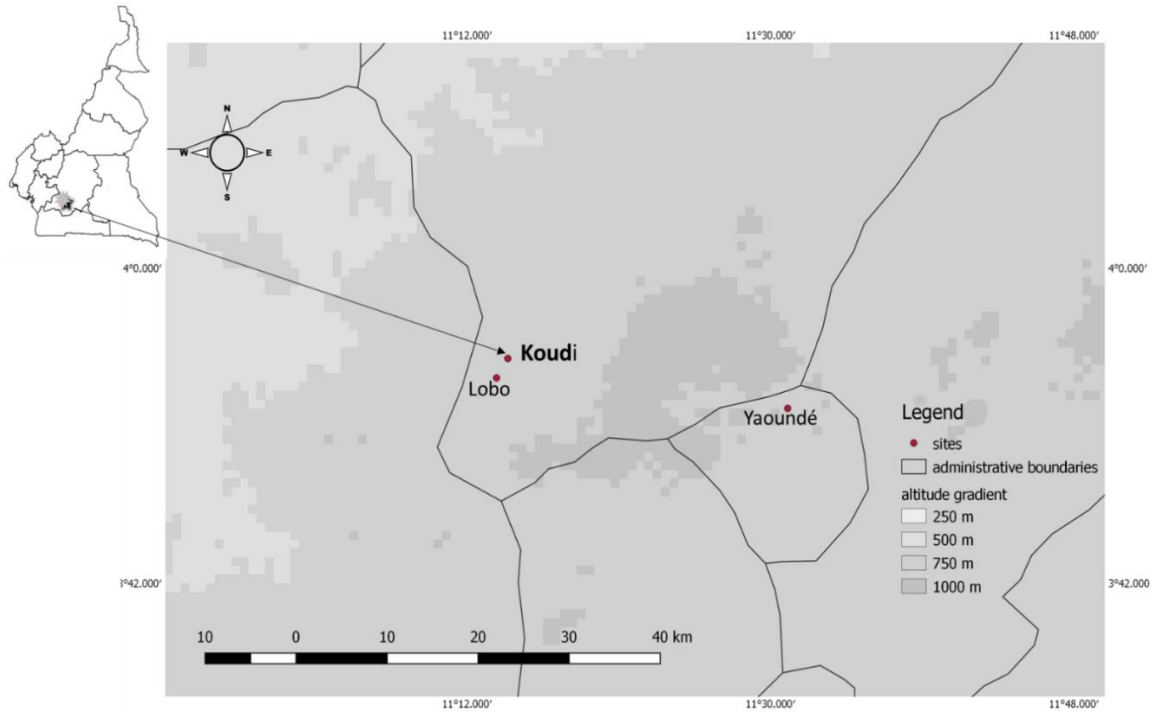 11°12.000' 11°30.000' 11°48.000'
N
W E
S
4°0.000' 4°0.000'
Koudi
Lobo
Yaoundé
Legend
sites
administrative boundaries
altitude gradient
250 m
500 m
750 m
1000 m
3°42.000' 3°42.000'
10 0 10 20 30 40 km
11°12.000' 11°30.000' 11°48.000'